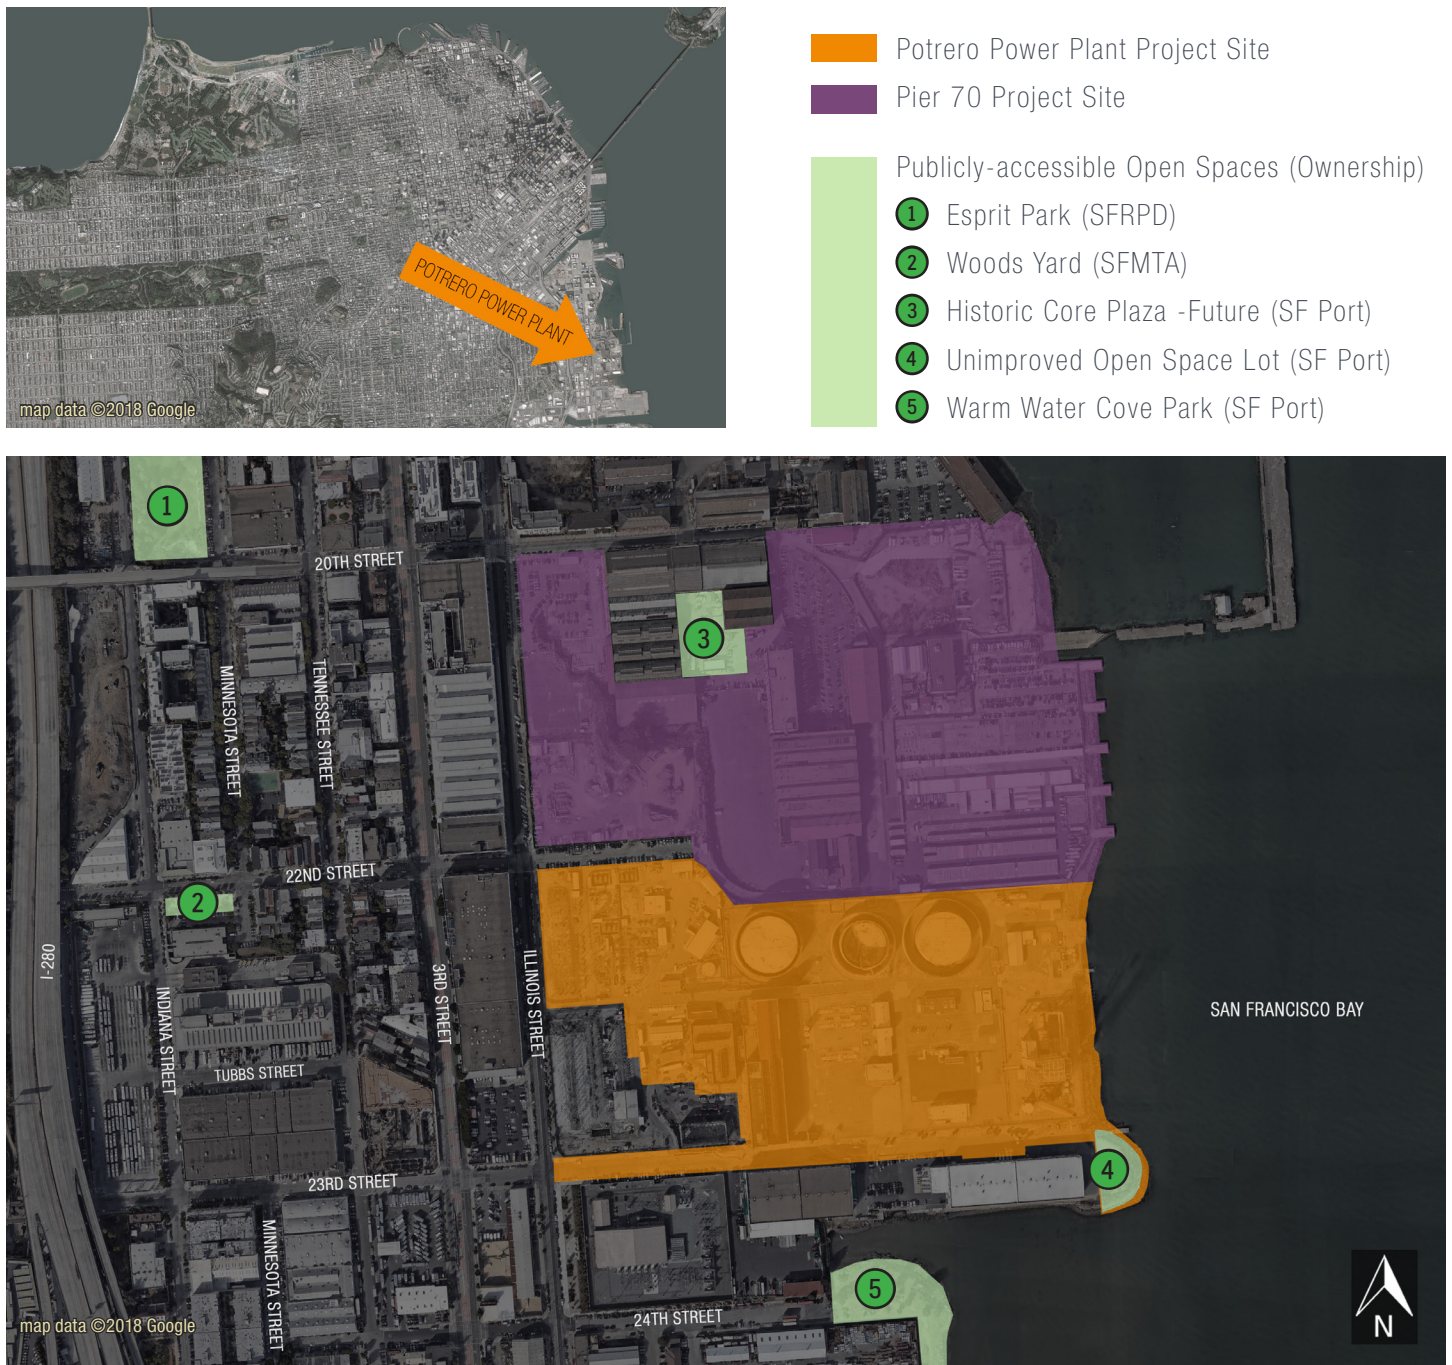 POTRERO POWER PLANT
map data ©2018 Google
Potrero Power Plant Project Site
Pier 70 Project Site
Publicly-accessible Open Spaces (Ownership)
1 Esprit Park (SFRPD)
2 Woods Yard (SFMTA)
3 Historic Core Plaza -Future (SF Port)
4 Unimproved Open Space Lot (SF Port)
5 Warm Water Cove Park (SF Port)
1
20TH STREET
3
MINNESOTA STREET
TENNESSEE STREET
22ND STREET
2
I-280
INDIANA STREET
3RD STREET
ILLINOIS STREET
SAN FRANCISCO BAY
TUBBS STREET
4
23RD STREET
MINNESOTA STREET
5
24TH STREET
map data ©2018 Google
N